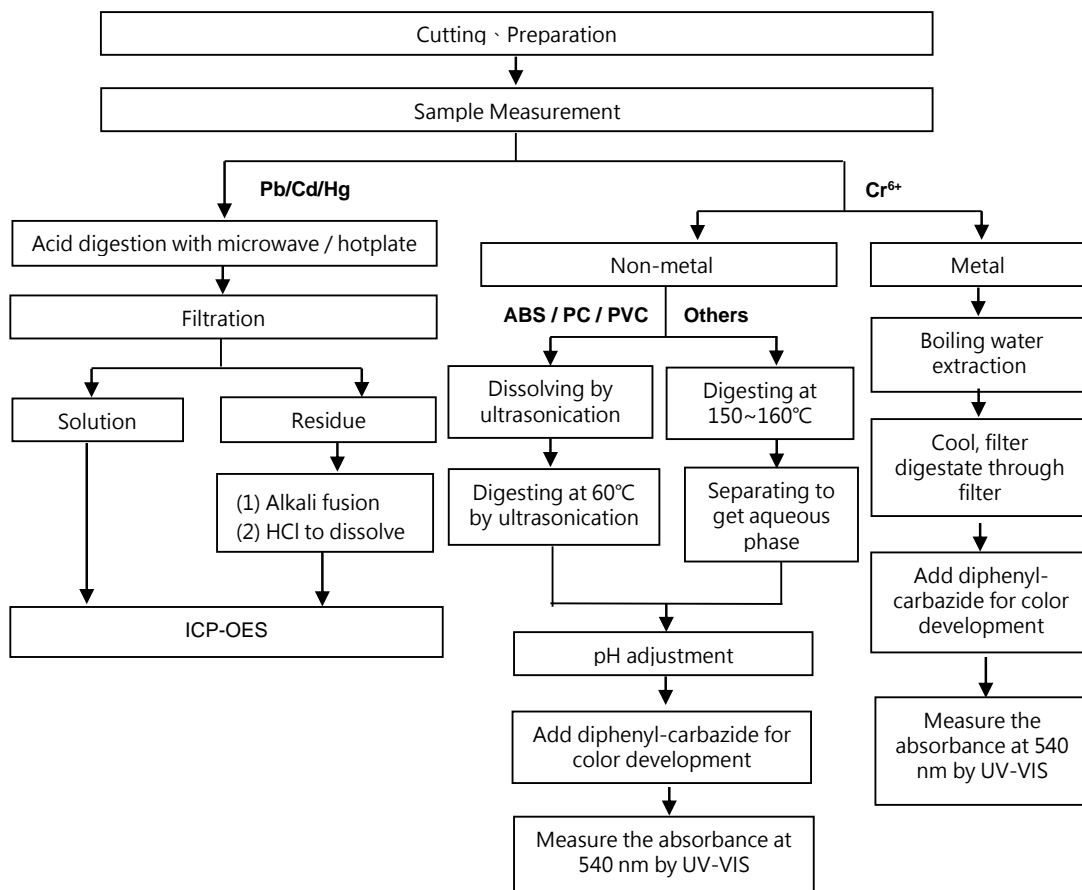 Cutting、Preparation
Sample Measurement
Pb/Cd/Hg
Cr⁶⁺
Acid digestion with microwave / hotplate
Filtration
Solution
Residue
(1) Alkali fusion
(2) HCl to dissolve
ICP-OES
Non-metal
ABS / PC / PVC
Others
Dissolving by
ultrasonication
Digesting at 60℃
by ultrasonication
Digesting at
150~160℃
Separating to
get aqueous
phase
pH adjustment
Add diphenyl-carbazide for
color development
Measure the absorbance at
540 nm by UV-VIS
Metal
Boiling water
extraction
Cool, filter
digestate through
filter
Add diphenyl-
carbazide for color
development
Measure the
absorbance at 540
nm by UV-VIS